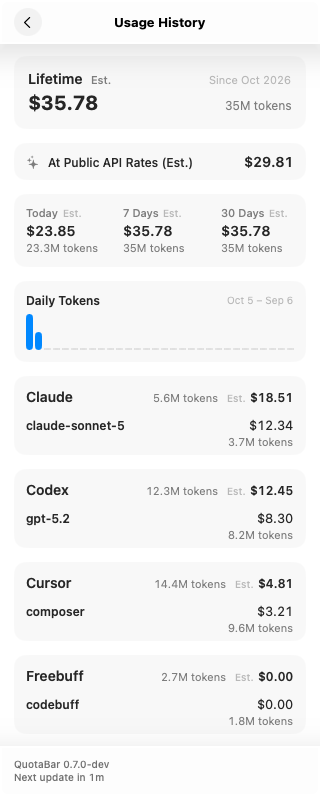 Usage History
Lifetime Est. Since Oct 2026
$35.78 35M tokens
At Public API Rates (Est.) $29.81
Today Est. 7 Days Est. 30 Days Est.
$23.85 $35.78 $35.78
23.3M tokens 35M tokens 35M tokens
Daily Tokens Oct 5 – Sep 6
Claude 5.6M tokens Est. $18.51
claude-sonnet-5 $12.34
3.7M tokens
Codex 12.3M tokens Est. $12.45
gpt-5.2 $8.30
8.2M tokens
Cursor 14.4M tokens Est. $4.81
composer $3.21
9.6M tokens
Freebuff 2.7M tokens Est. $0.00
codebuff $0.00
1.8M tokens
QuotaBar 0.7.0-dev
Next update in 1m